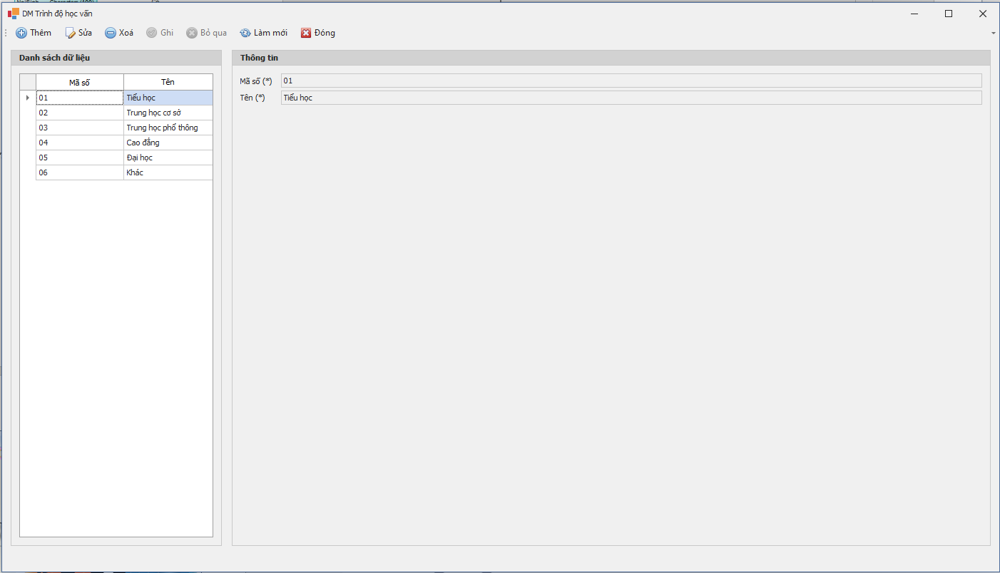 DM Trình độ học vấn
Thêm Sửa Xoá Ghi Bỏ qua Làm mới Đóng
Danh sách dữ liệu
Mã số Tên
01 Tiểu học
02 Trung học cơ sở
03 Trung học phổ thông
04 Cao đẳng
05 Đại học
06 Khác
Thông tin
Mã số (*) 01
Tên (*) Tiểu học